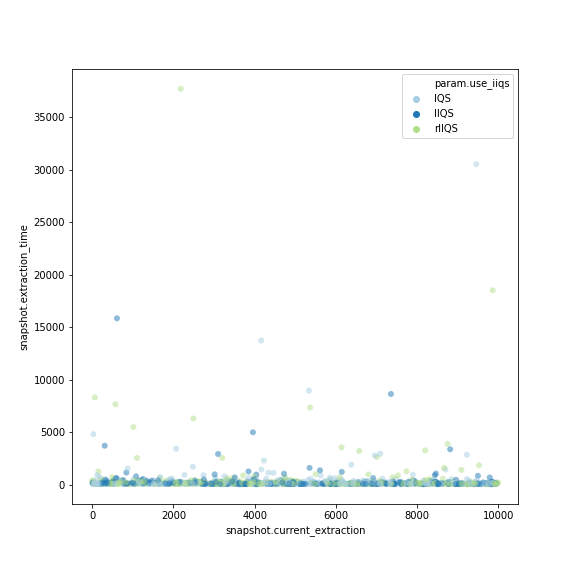 param.use_iiqs
IQS
IIQS
rIIQS
35000
30000
25000
20000
15000
10000
5000
0
snapshot.extraction_time
0 2000 4000 6000 8000 10000
snapshot.current_extraction